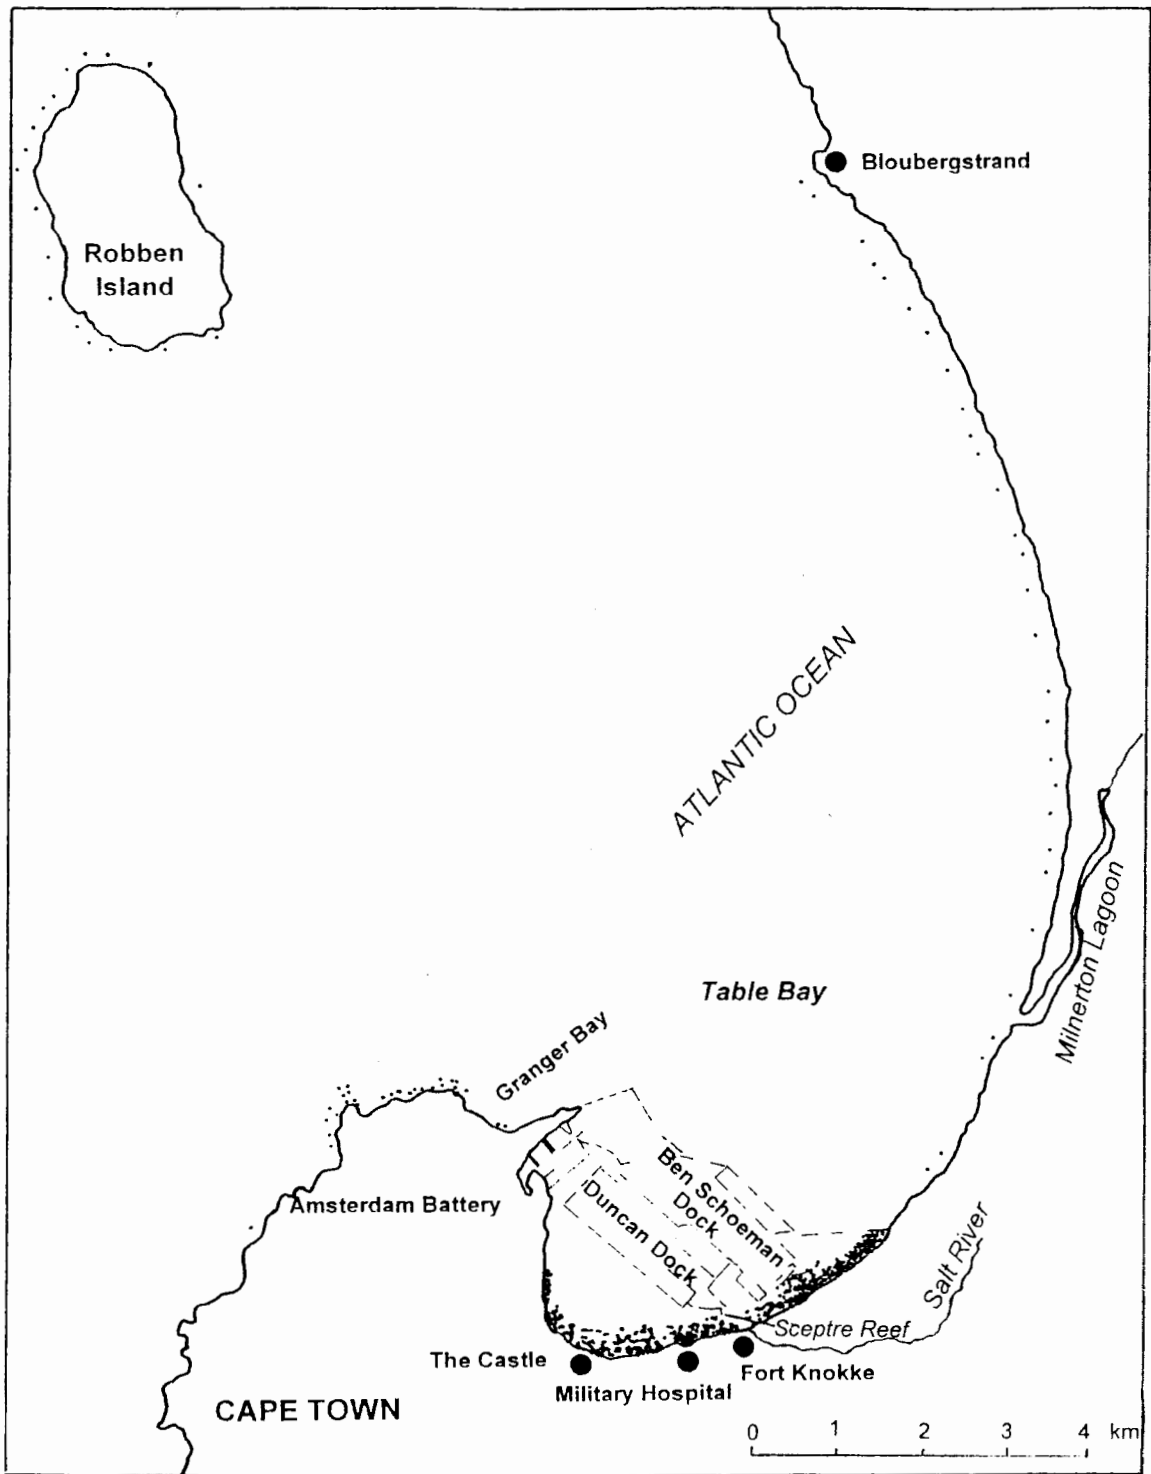 Bloubergstrand
Robben
Island
ATLANTIC OCEAN
Milnerton Lagoon
Table Bay
Granger Bay
Ben Schoeman
Dock
Amsterdam Battery
Duncan Dock
Salt River
Sceptre Reef
The Castle
Fort Knokke
Military Hospital
CAPE TOWN
0 1 2 3 4 km